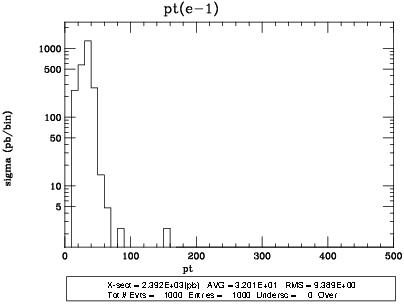 pt(e−1)
1000
500
100
50
10
5
sigma (pb/bin)
0 100 200 300 400 500
pt
X-sect = 2.392E+03(pb) AVG = 3.201E+01 RMS = 9.389E+00
Tot # Evts = 1000 Entries = 1000 Undersc = 0 Over